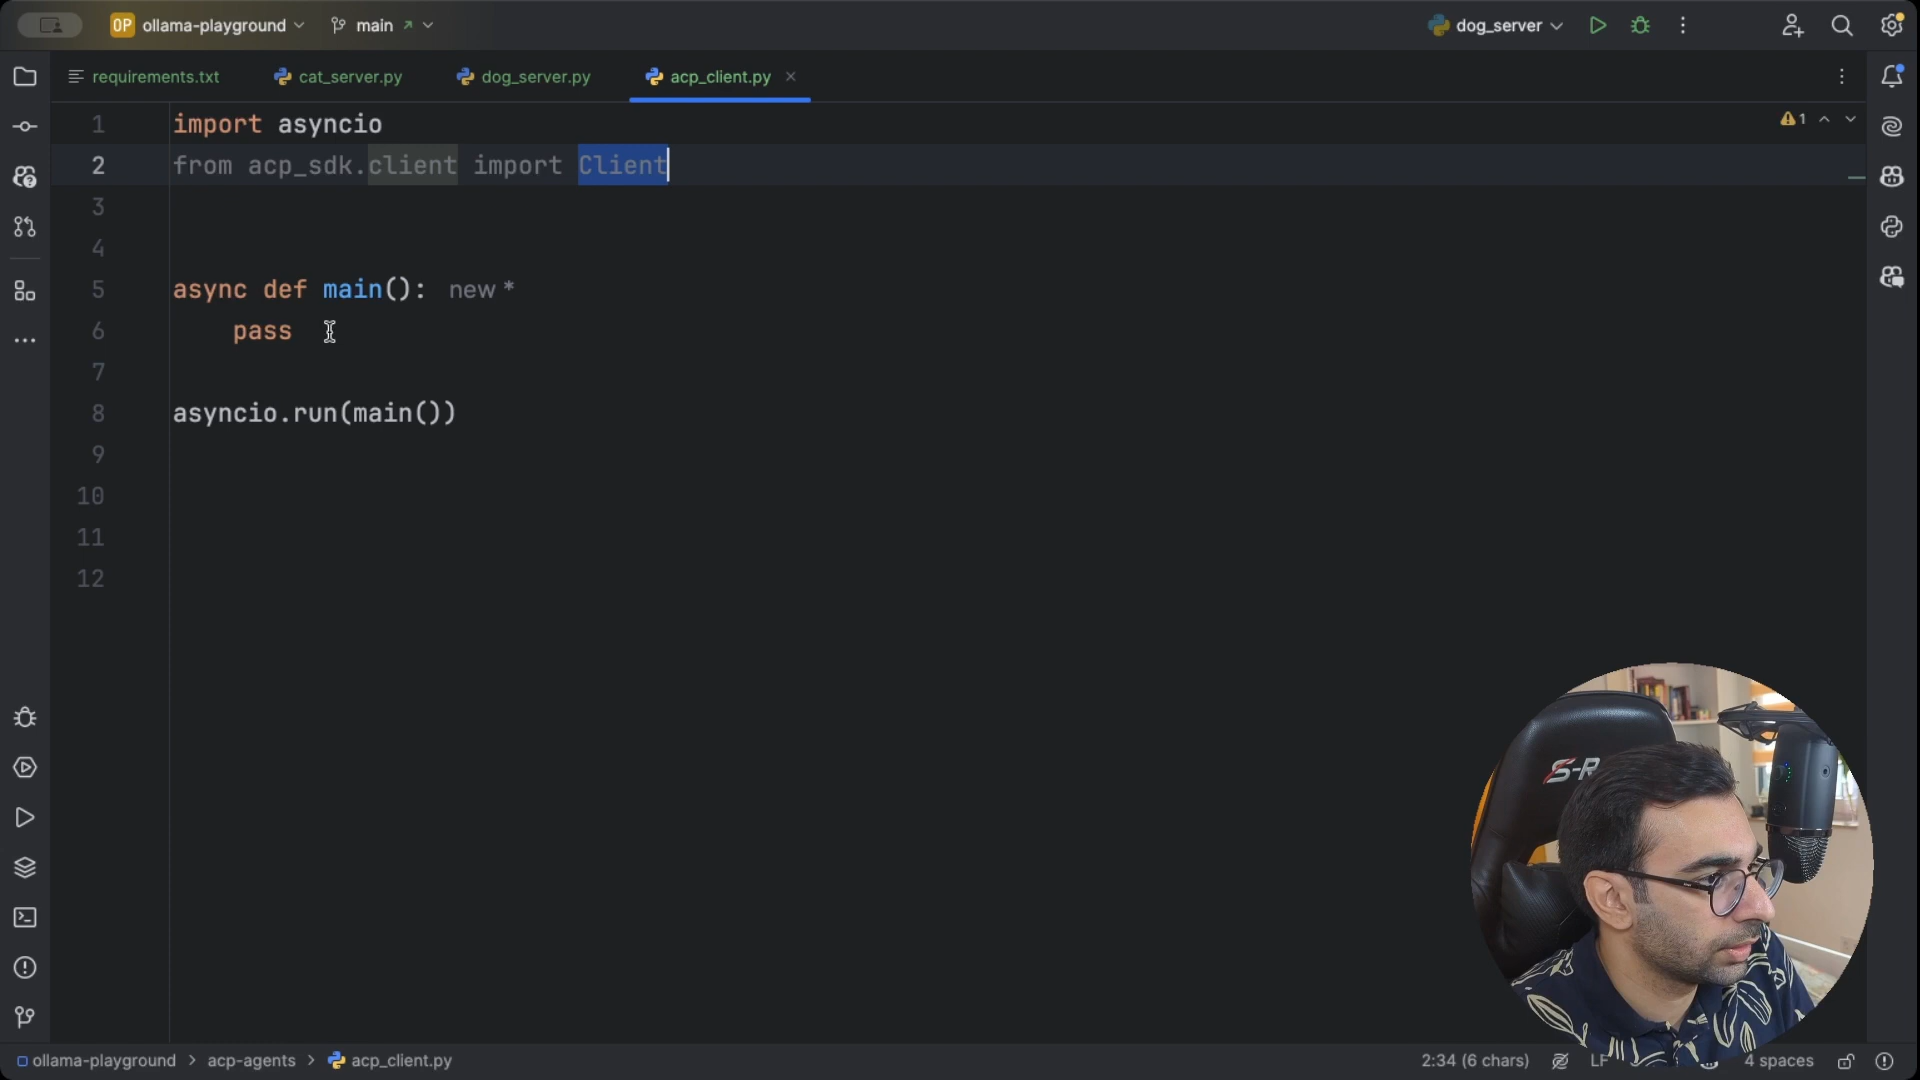 OP ollama-playground main dog_server
requirements.txt cat_server.py dog_server.py acp_client.py
1 import asyncio
1
2 from acp_sdk.client import Client
3
4
5 async def main(): new *
6 pass
7
8 asyncio.run(main())
9
10
11
12
S-R
ollama-playground > acp-agents > acp_client.py 2:34 (6 chars) LF 4 spaces